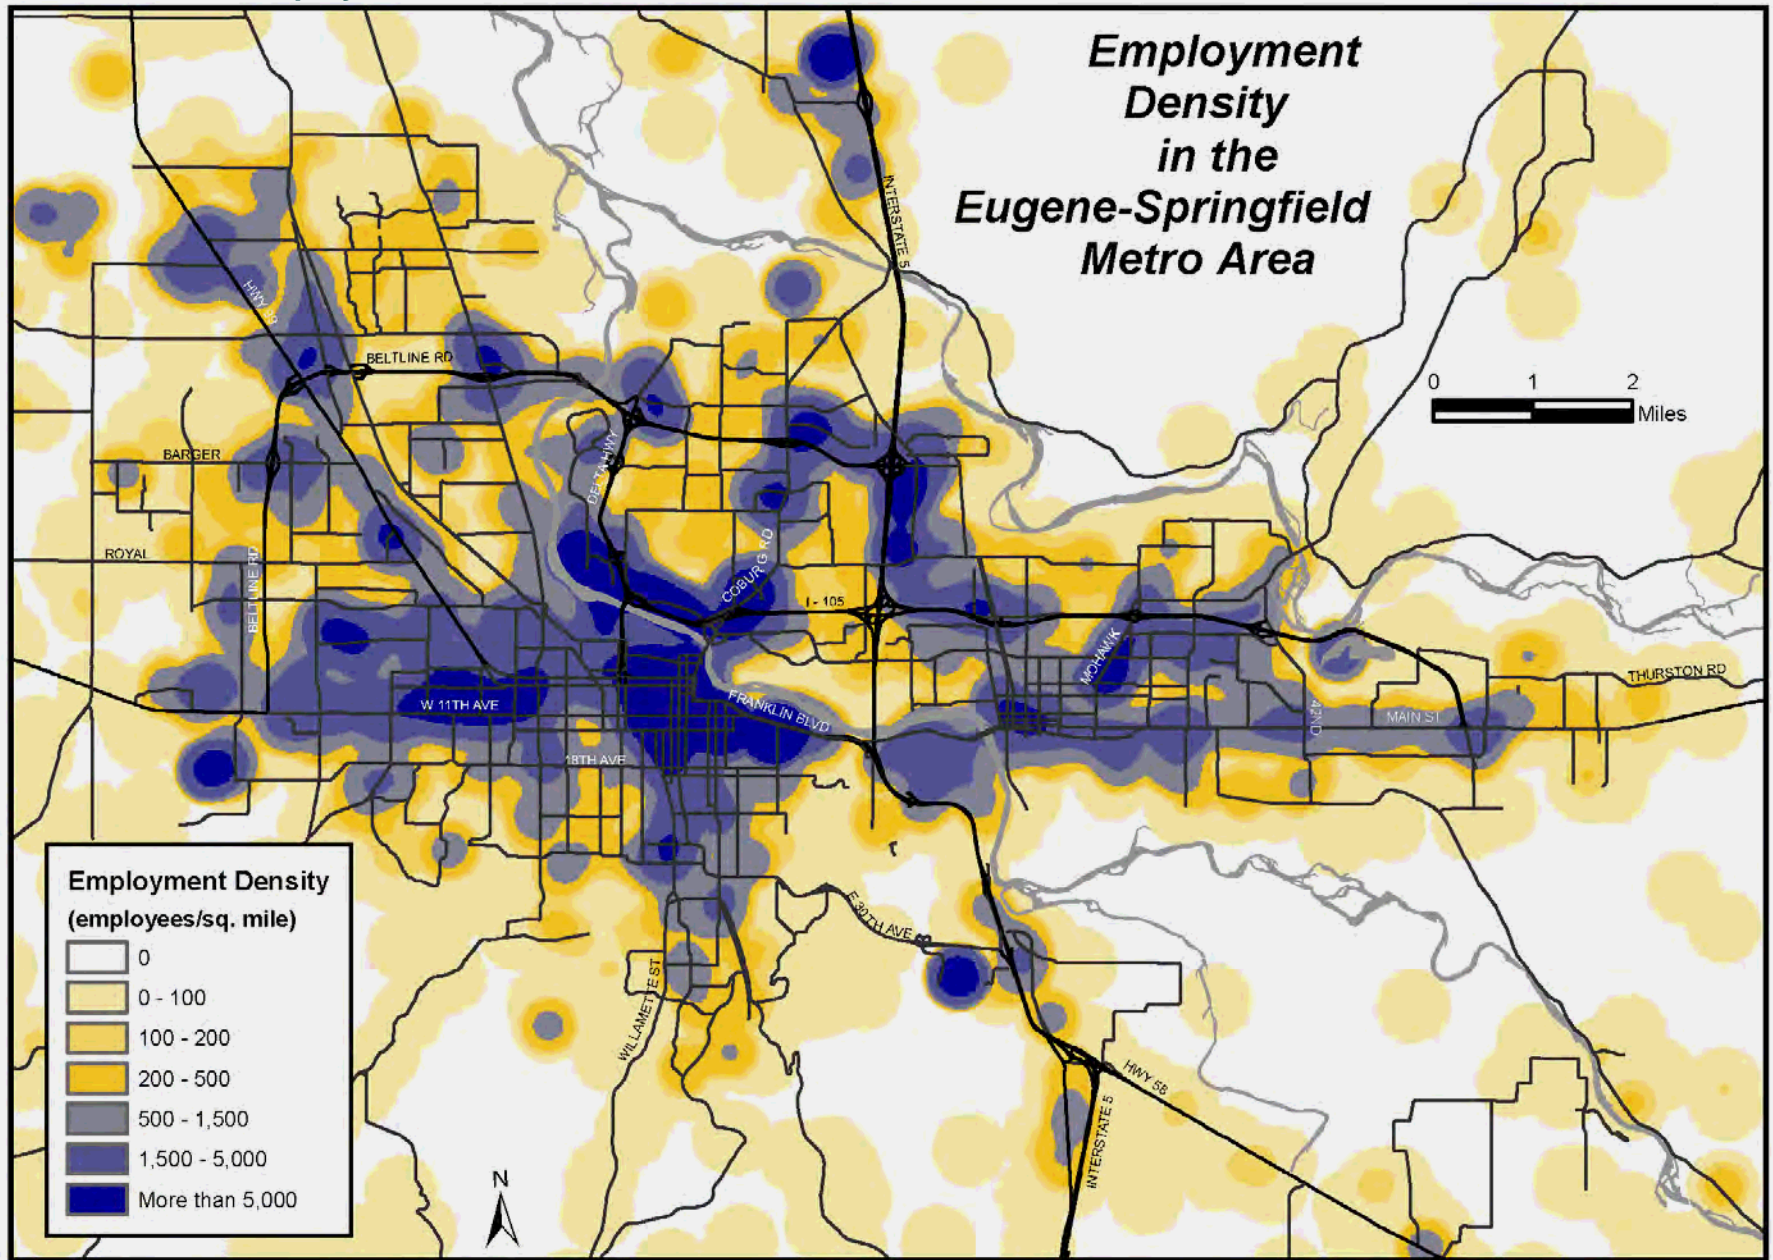 Employment
Density
in the
Eugene-Springfield
Metro Area
INTERSTATE 5
HWY 99
BELTLINE RD
0 1 2
Miles
DELTA HWY
BARGER
ROYAL
BELTLINE RD
COBURG RD
I - 105
MOHAWK
THURSTON RD
W 11TH AVE
FRANKLIN BLVD
42ND
MAIN ST
18TH AVE
E 30TH AVE
WILLAMETTE ST
HWY 58
INTERSTATE 5
N
Employment Density
(employees/sq. mile)
0
0 - 100
100 - 200
200 - 500
500 - 1,500
1,500 - 5,000
More than 5,000